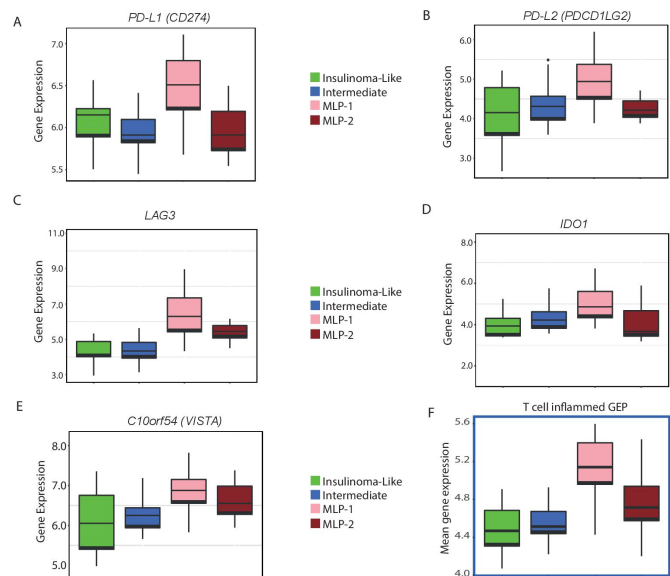 A
PD-L1 (CD274)
Gene Expression
7.0
6.5
6.0
5.5
Insulinoma-Like
Intermediate
MLP-1
MLP-2
B
PD-L2 (PDCD1LG2)
Gene Expression
6.0
5.0
4.0
3.0
C
LAG3
Gene Expression
11.0
9.0
7.0
5.0
3.0
Insulinoma-Like
Intermediate
MLP-1
MLP-2
D
IDO1
Gene Expression
8.0
6.0
4.0
2.0
E
C10orf54 (VISTA)
Gene Expression
8.0
7.0
6.0
5.0
Insulinoma-Like
Intermediate
MLP-1
MLP-2
F
T cell inflammed GEP
Mean gene expression
5.6
5.2
4.8
4.4
4.0